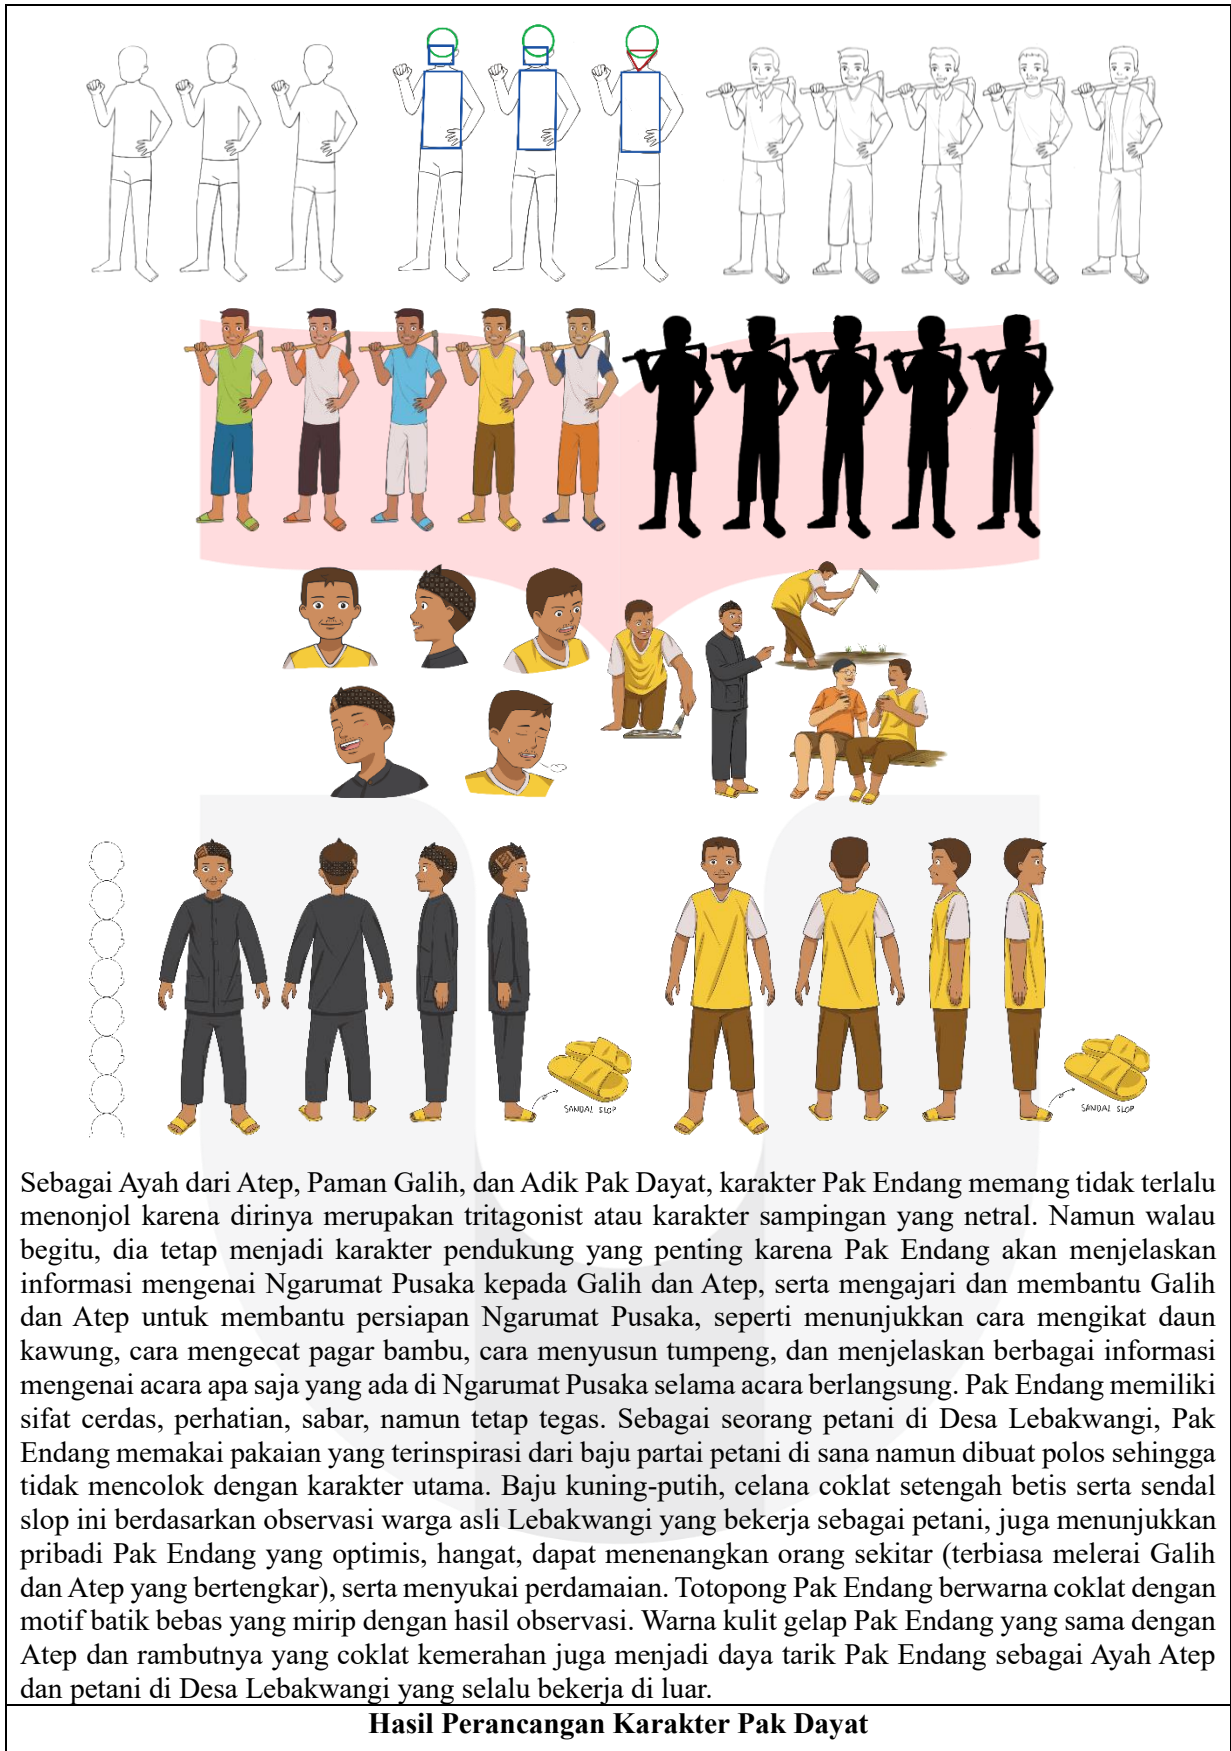 SANDAL SLOP
SANDAL SLOP
Sebagai Ayah dari Atep, Paman Galih, dan Adik Pak Dayat, karakter Pak Endang memang tidak terlalu
menonjol karena dirinya merupakan tritagonist atau karakter sampingan yang netral. Namun walau
begitu, dia tetap menjadi karakter pendukung yang penting karena Pak Endang akan menjelaskan
informasi mengenai Ngarumat Pusaka kepada Galih dan Atep, serta mengajari dan membantu Galih
dan Atep untuk membantu persiapan Ngarumat Pusaka, seperti menunjukkan cara mengikat daun
kawung, cara mengecat pagar bambu, cara menyusun tumpeng, dan menjelaskan berbagai informasi
mengenai acara apa saja yang ada di Ngarumat Pusaka selama acara berlangsung. Pak Endang memiliki
sifat cerdas, perhatian, sabar, namun tetap tegas. Sebagai seorang petani di Desa Lebakwangi, Pak
Endang memakai pakaian yang terinspirasi dari baju partai petani di sana namun dibuat polos sehingga
tidak mencolok dengan karakter utama. Baju kuning-putih, celana coklat setengah betis serta sendal
slop ini berdasarkan observasi warga asli Lebakwangi yang bekerja sebagai petani, juga menunjukkan
pribadi Pak Endang yang optimis, hangat, dapat menenangkan orang sekitar (terbiasa melerai Galih
dan Atep yang bertengkar), serta menyukai perdamaian. Totopong Pak Endang berwarna coklat dengan
motif batik bebas yang mirip dengan hasil observasi. Warna kulit gelap Pak Endang yang sama dengan
Atep dan rambutnya yang coklat kemerahan juga menjadi daya tarik Pak Endang sebagai Ayah Atep
dan petani di Desa Lebakwangi yang selalu bekerja di luar.
Hasil Perancangan Karakter Pak Dayat